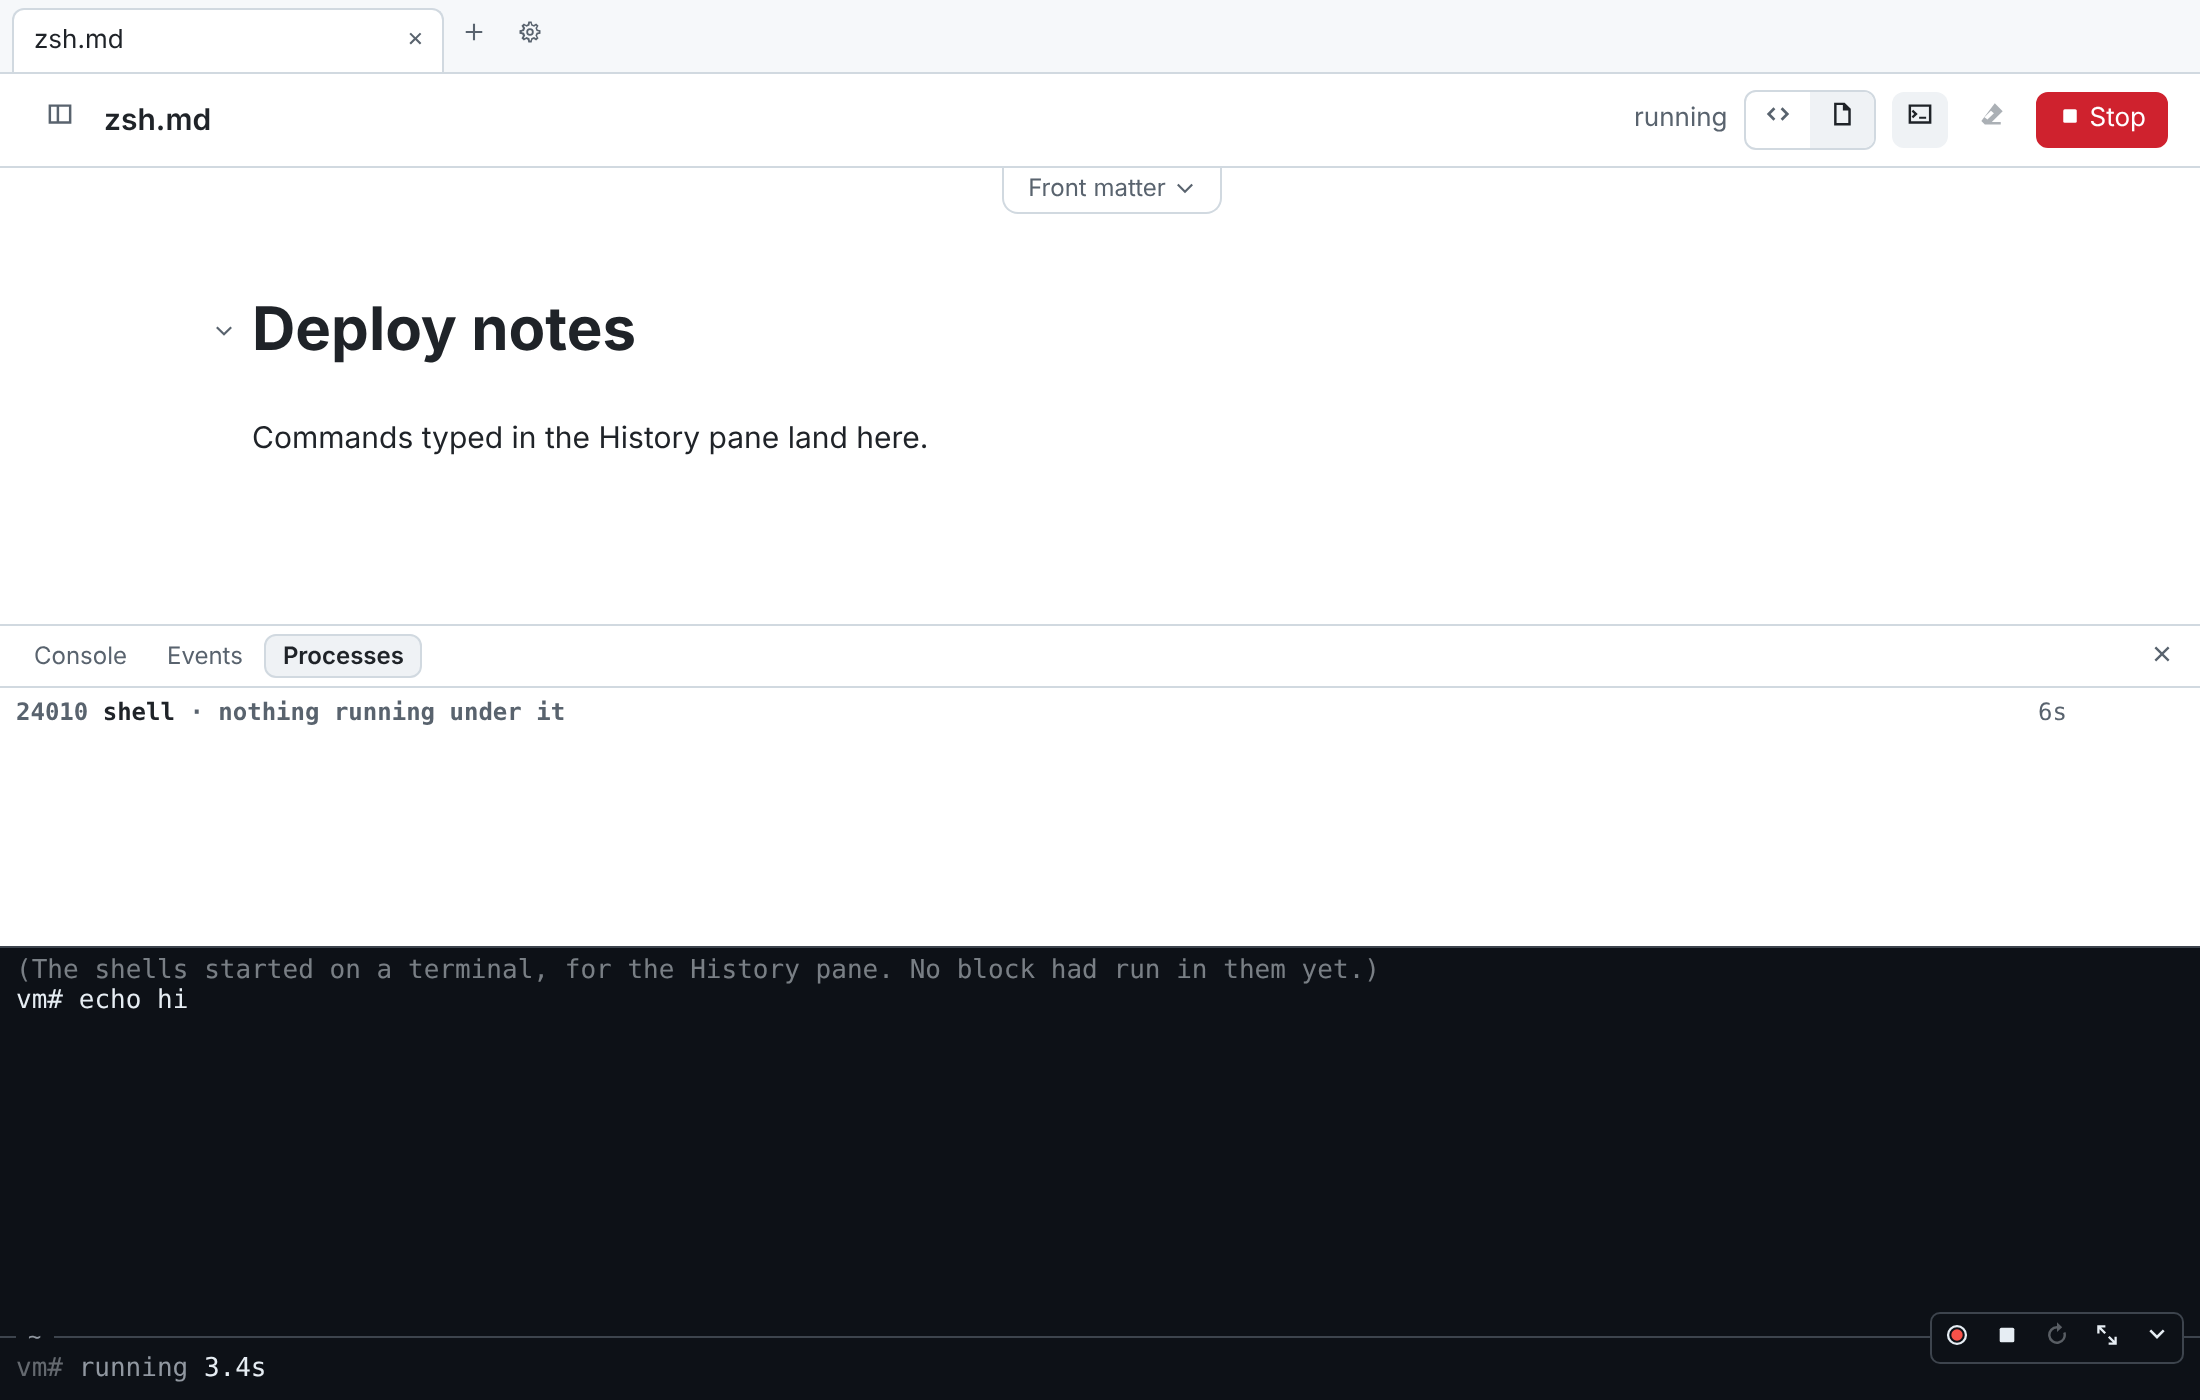 zsh.md
zsh.md
running
Stop
Front matter
Deploy notes
Commands typed in the History pane land here.
Console Events Processes
24010 shell · nothing running under it 6s
(The shells started on a terminal, for the History pane. No block had run in them yet.)
vm# echo hi
~
vm# running 3.4s